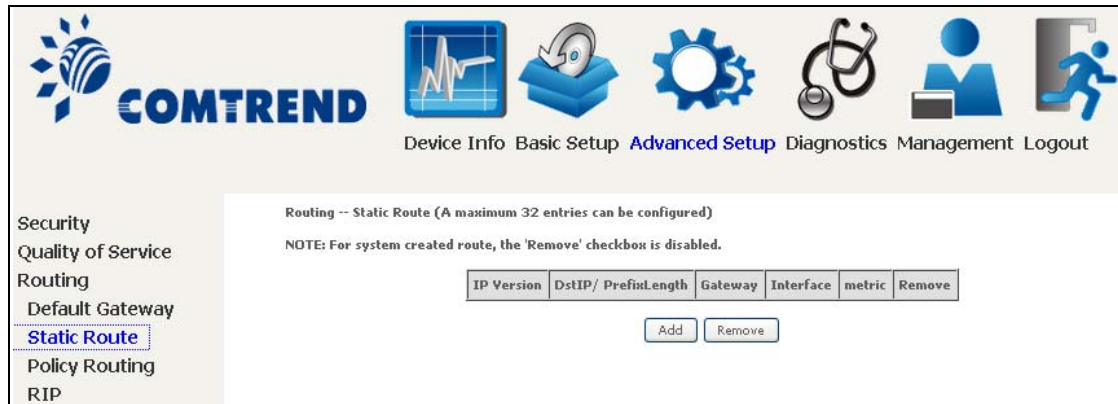 COMTREND
Device Info Basic Setup Advanced Setup Diagnostics Management Logout
Security
Quality of Service
Routing
Default Gateway
Static Route
Policy Routing
RIP
Routing -- Static Route (A maximum 32 entries can be configured)
NOTE: For system created route, the 'Remove' checkbox is disabled.
IP Version DstIP/ PrefixLength Gateway Interface metric Remove
Add Remove